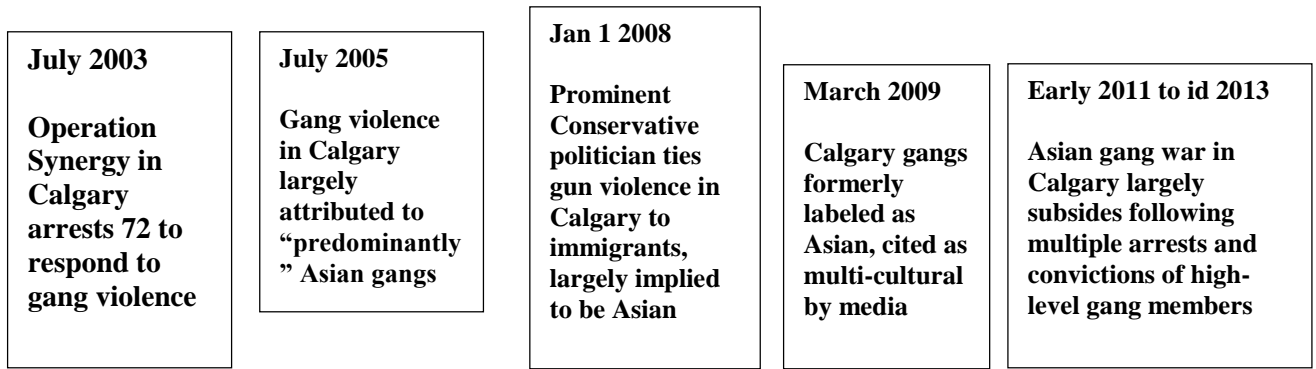 July 2003
Operation
Synergy in
Calgary
arrests 72 to
respond to
gang violence
July 2005
Gang violence
in Calgary
largely
attributed to
“predominantly
” Asian gangs
Jan 1 2008
Prominent
Conservative
politician ties
gun violence in
Calgary to
immigrants,
largely implied
to be Asian
March 2009
Calgary gangs
formerly
labeled as
Asian, cited as
multi-cultural
by media
Early 2011 to id 2013
Asian gang war in
Calgary largely
subsides following
multiple arrests and
convictions of high-
level gang members